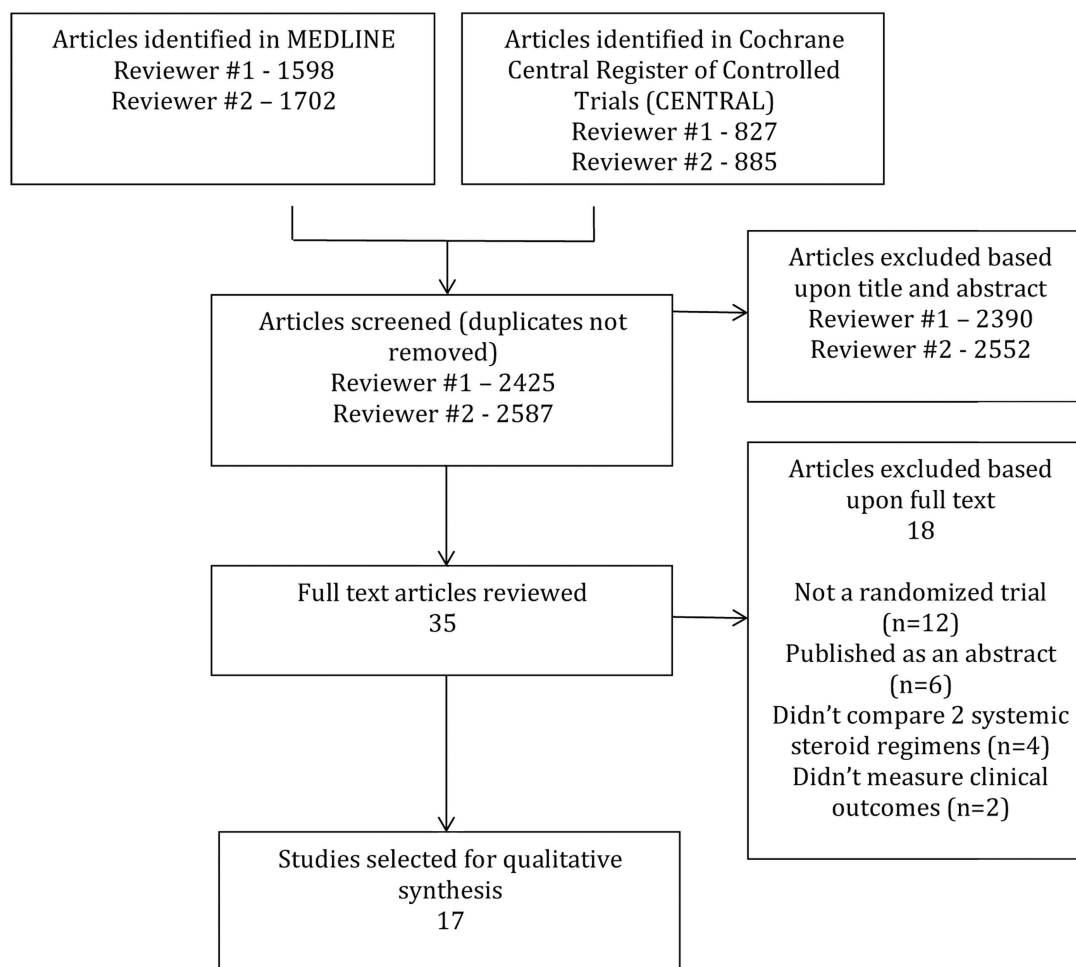 Articles identified in MEDLINE
Reviewer #1 - 1598
Reviewer #2 – 1702
Articles identified in Cochrane
Central Register of Controlled
Trials (CENTRAL)
Reviewer #1 - 827
Reviewer #2 - 885
Articles screened (duplicates not
removed)
Reviewer #1 – 2425
Reviewer #2 - 2587
Articles excluded based
upon title and abstract
Reviewer #1 – 2390
Reviewer #2 - 2552
Full text articles reviewed
35
Articles excluded based
upon full text
18
Not a randomized trial
(n=12)
Published as an abstract
(n=6)
Didn’t compare 2 systemic
steroid regimens (n=4)
Didn’t measure clinical
outcomes (n=2)
Studies selected for qualitative
synthesis
17